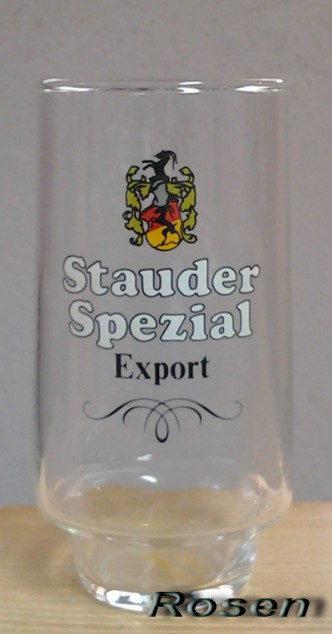 Stauder
Spezial
Export
Rosen